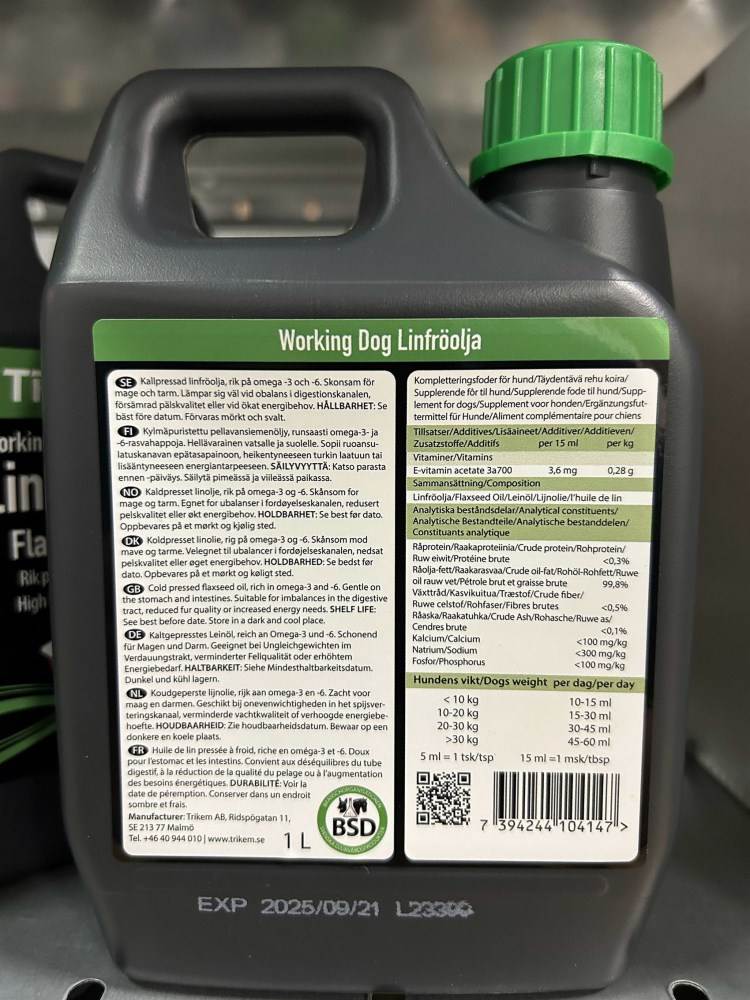 Working Dog Linfröolja
SE Kallpressad linfröolja, rik på omega -3 och -6. Skonsam för
mage och tarm. Lämpar sig väl vid obalans i digestionskanalen,
försämrad pälskvalitet eller vid ökat energibehov. HÅLLBARHET: Se
bäst före datum. Förvaras mörkt och svalt.
FI Kylmäpuristettu pellavansiemenöljy, runsaasti omega-3- ja
-6-rasvahappoja. Hellävarainen vatsalle ja suolelle. Sopii ruoansu-
latuskanavan epätasapainoon, heikentyneeseen turkin laatuun tai
lisääntyneeseen energiantarpeeseen. SÄILYVYYTTÄ: Katso parasta
ennen -päiväys. Säilytä pimeässä ja viileässä paikassa.
NO Kaldpresset linolje, rik på omega-3 og -6. Skånsom for
mage og tarm. Egnet for ubalanser i fordøyelseskanalen, redusert
pelskvalitet eller økt energibehov. HOLDBARHET: Se best før dato.
Oppbevares på et mørkt og kjølig sted.
DK Koldpresset linolie, rig på omega-3 og -6. Skånsom mod
mave og tarme. Velegnet til ubalancer i fordøjelseskanalen, nedsat
pelskvalitet eller øget energibehov. HOLDBARHED: Se bedst før
dato. Opbevares på et mørkt og køligt sted.
GB Cold pressed flaxseed oil, rich in omega-3 and -6. Gentle on
the stomach and intestines. Suitable for imbalances in the digestive
tract, reduced fur quality or increased energy needs. SHELF LIFE:
See best before date. Store in a dark and cool place.
DE Kaltgepresstes Leinöl, reich an Omega-3 und -6. Schonend
für Magen und Darm. Geeignet bei Ungleichgewichten im
Verdauungstrakt, verminderter Fellqualität oder erhöhtem
Energiebedarf. HALTBARKEIT: Siehe Mindesthaltbarkeitsdatum.
Dunkel und kühl lagern.
NL Koudgeperste lijnolie, rijk aan omega-3 en -6. Zacht voor
maag en darmen. Geschikt bij onevenwichtigheden in het spijsver-
teringskanaal, verminderde vachtkwaliteit of verhoogde energiebe-
hoefte. HOUDBAARHEID: Zie houdbaarheidsdatum. Bewaar op een
donkere en koele plaats.
FR Huile de lin pressée à froid, riche en oméga-3 et -6. Doux
pour l'estomac et les intestins. Convient aux déséquilibres du tube
digestif, à la réduction de la qualité du pelage ou à l'augmentation
des besoins énergétiques. DURABILITÉ: Voir la
date de péremption. Conserver dans un endroit
sombre et frais.
Manufacturer: Trikem AB, Ridspögatan 11,
SE 213 77 Malmö
Tel. +46 40 944 010 | www.trikem.se
1 L
BSD
Kompletteringsfoder för hund/Täydentävä rehu koira/
Supplerende fôr til hund/Supplerende fode til hund/Supp-
lement for dogs/Supplement voor honden/Ergänzungsfut-
termittel für Hunde/Aliment complémentaire pour chiens
Tillsatser/Additives/Lisäaineet/Additiver/Additieven/
Zusatzstoffe/Additifs per 15 ml per kg
Vitaminer/Vitamins
E-vitamin acetate 3a700 3,6 mg 0,28 g
Sammansättning/Composition
Linfröolja/Flaxseed Oil/Leinöl/Lijnolie/l'huile de lin
Analytiska beståndsdelar/Analytical constituents/
Analytische Bestandteile/Analytische bestanddelen/
Constituants analytique
Råprotein/Raakaproteiinia/Crude protein/Rohprotein/
Ruw eiwit/Protéine brute <0,3%
Råolja-fett/Raakarasvaa/Crude oil-fat/Rohöl-Rohfett/Ruwe
oil rauw vet/Pétrole brut et graisse brute 99,8%
Växttråd/Kasvikuitua/Træstof/Crude fiber/
Ruwe celstof/Rohfaser/Fibres brutes <0,5%
Råaska/Raakatuhka/Crude Ash/Rohasche/Ruwe as/
Cendres brute <0,1%
Kalcium/Calcium <100 mg/kg
Natrium/Sodium <300 mg/kg
Fosfor/Phosphorus <100 mg/kg
Hundens vikt/Dogs weight per dag/per day
< 10 kg 10-15 ml
10-20 kg 15-30 ml
20-30 kg 30-45 ml
>30 kg 45-60 ml
5 ml = 1 tsk/tsp 15 ml =1 msk/tbsp
7 394244 104147 >
EXP 2025/09/21